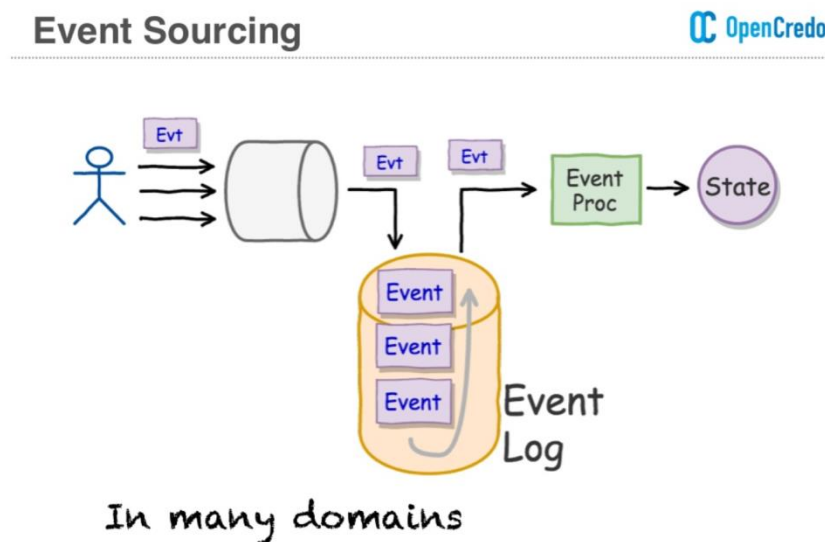 Event Sourcing
OpenCredo
Evt
Evt
Evt
Event
Proc
State
Event
Event
Event
Event
Log
In many domains